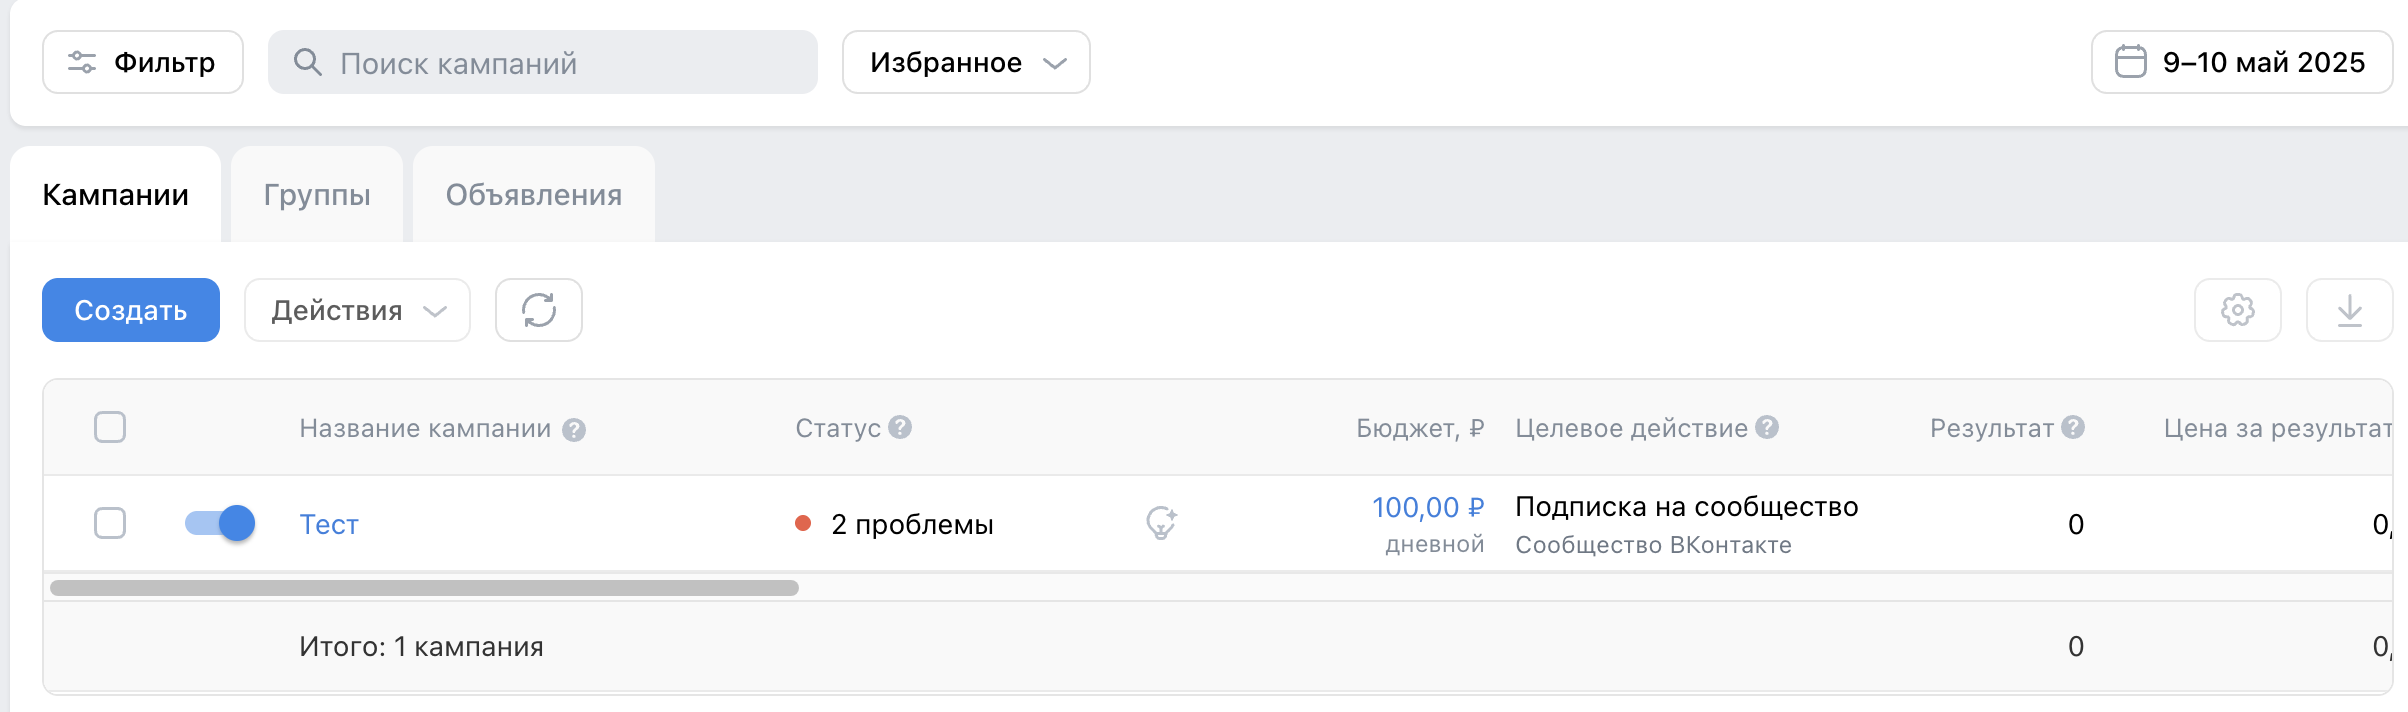 Фильтр
Поиск кампаний
Избранное
9–10 май 2025
Кампании
Группы
Объявления
Создать
Действия
Название кампании ?
Статус ?
Бюджет, ₽
Целевое действие ?
Результат ?
Цена за результат
Тест
2 проблемы
100,00 ₽
дневной
Подписка на сообщество
Сообщество ВКонтакте
0
0,
Итого: 1 кампания
0
0,